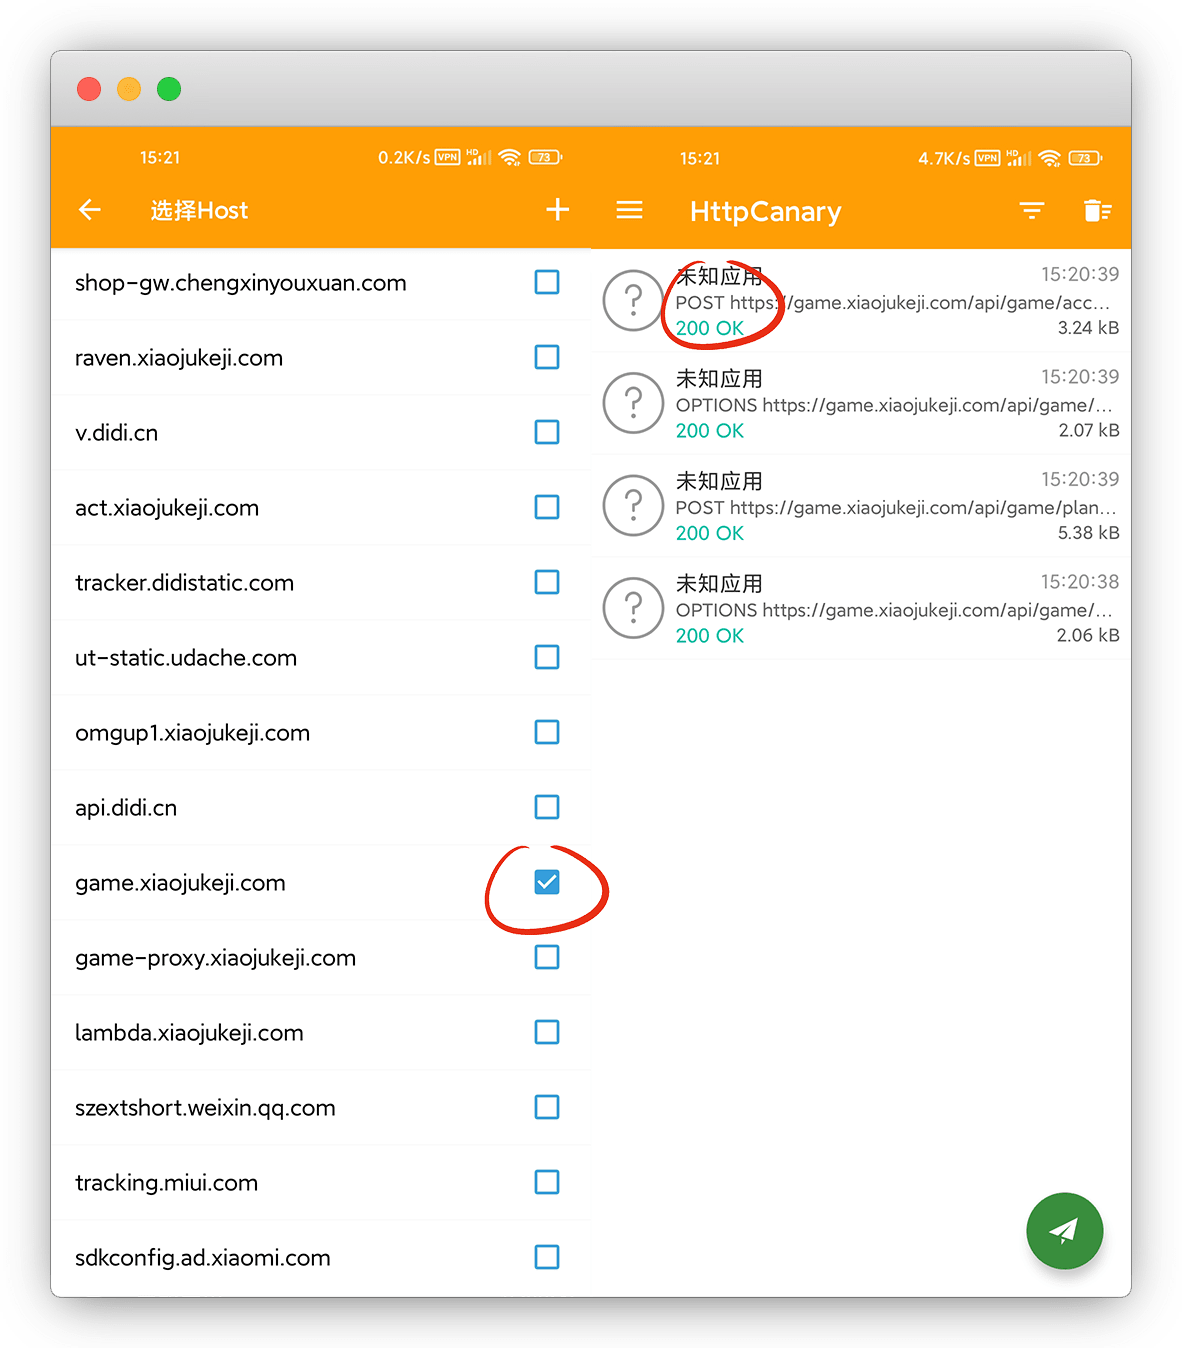 15:21
0.2K/s VPN HD 73
选择Host
shop-gw.chengxinyouxuan.com
raven.xiaojukeji.com
v.didi.cn
act.xiaojukeji.com
tracker.didistatic.com
ut-static.udache.com
omgup1.xiaojukeji.com
api.didi.cn
game.xiaojukeji.com
game-proxy.xiaojukeji.com
lambda.xiaojukeji.com
szextshort.weixin.qq.com
tracking.miui.com
sdkconfig.ad.xiaomi.com
15:21
4.7K/s VPN HD 73
HttpCanary
未知应用 15:20:39
POST https://game.xiaojukeji.com/api/game/acc...
200 OK 3.24 kB
未知应用 15:20:39
OPTIONS https://game.xiaojukeji.com/api/game/...
200 OK 2.07 kB
未知应用 15:20:39
POST https://game.xiaojukeji.com/api/game/plan...
200 OK 5.38 kB
未知应用 15:20:38
OPTIONS https://game.xiaojukeji.com/api/game/...
200 OK 2.06 kB